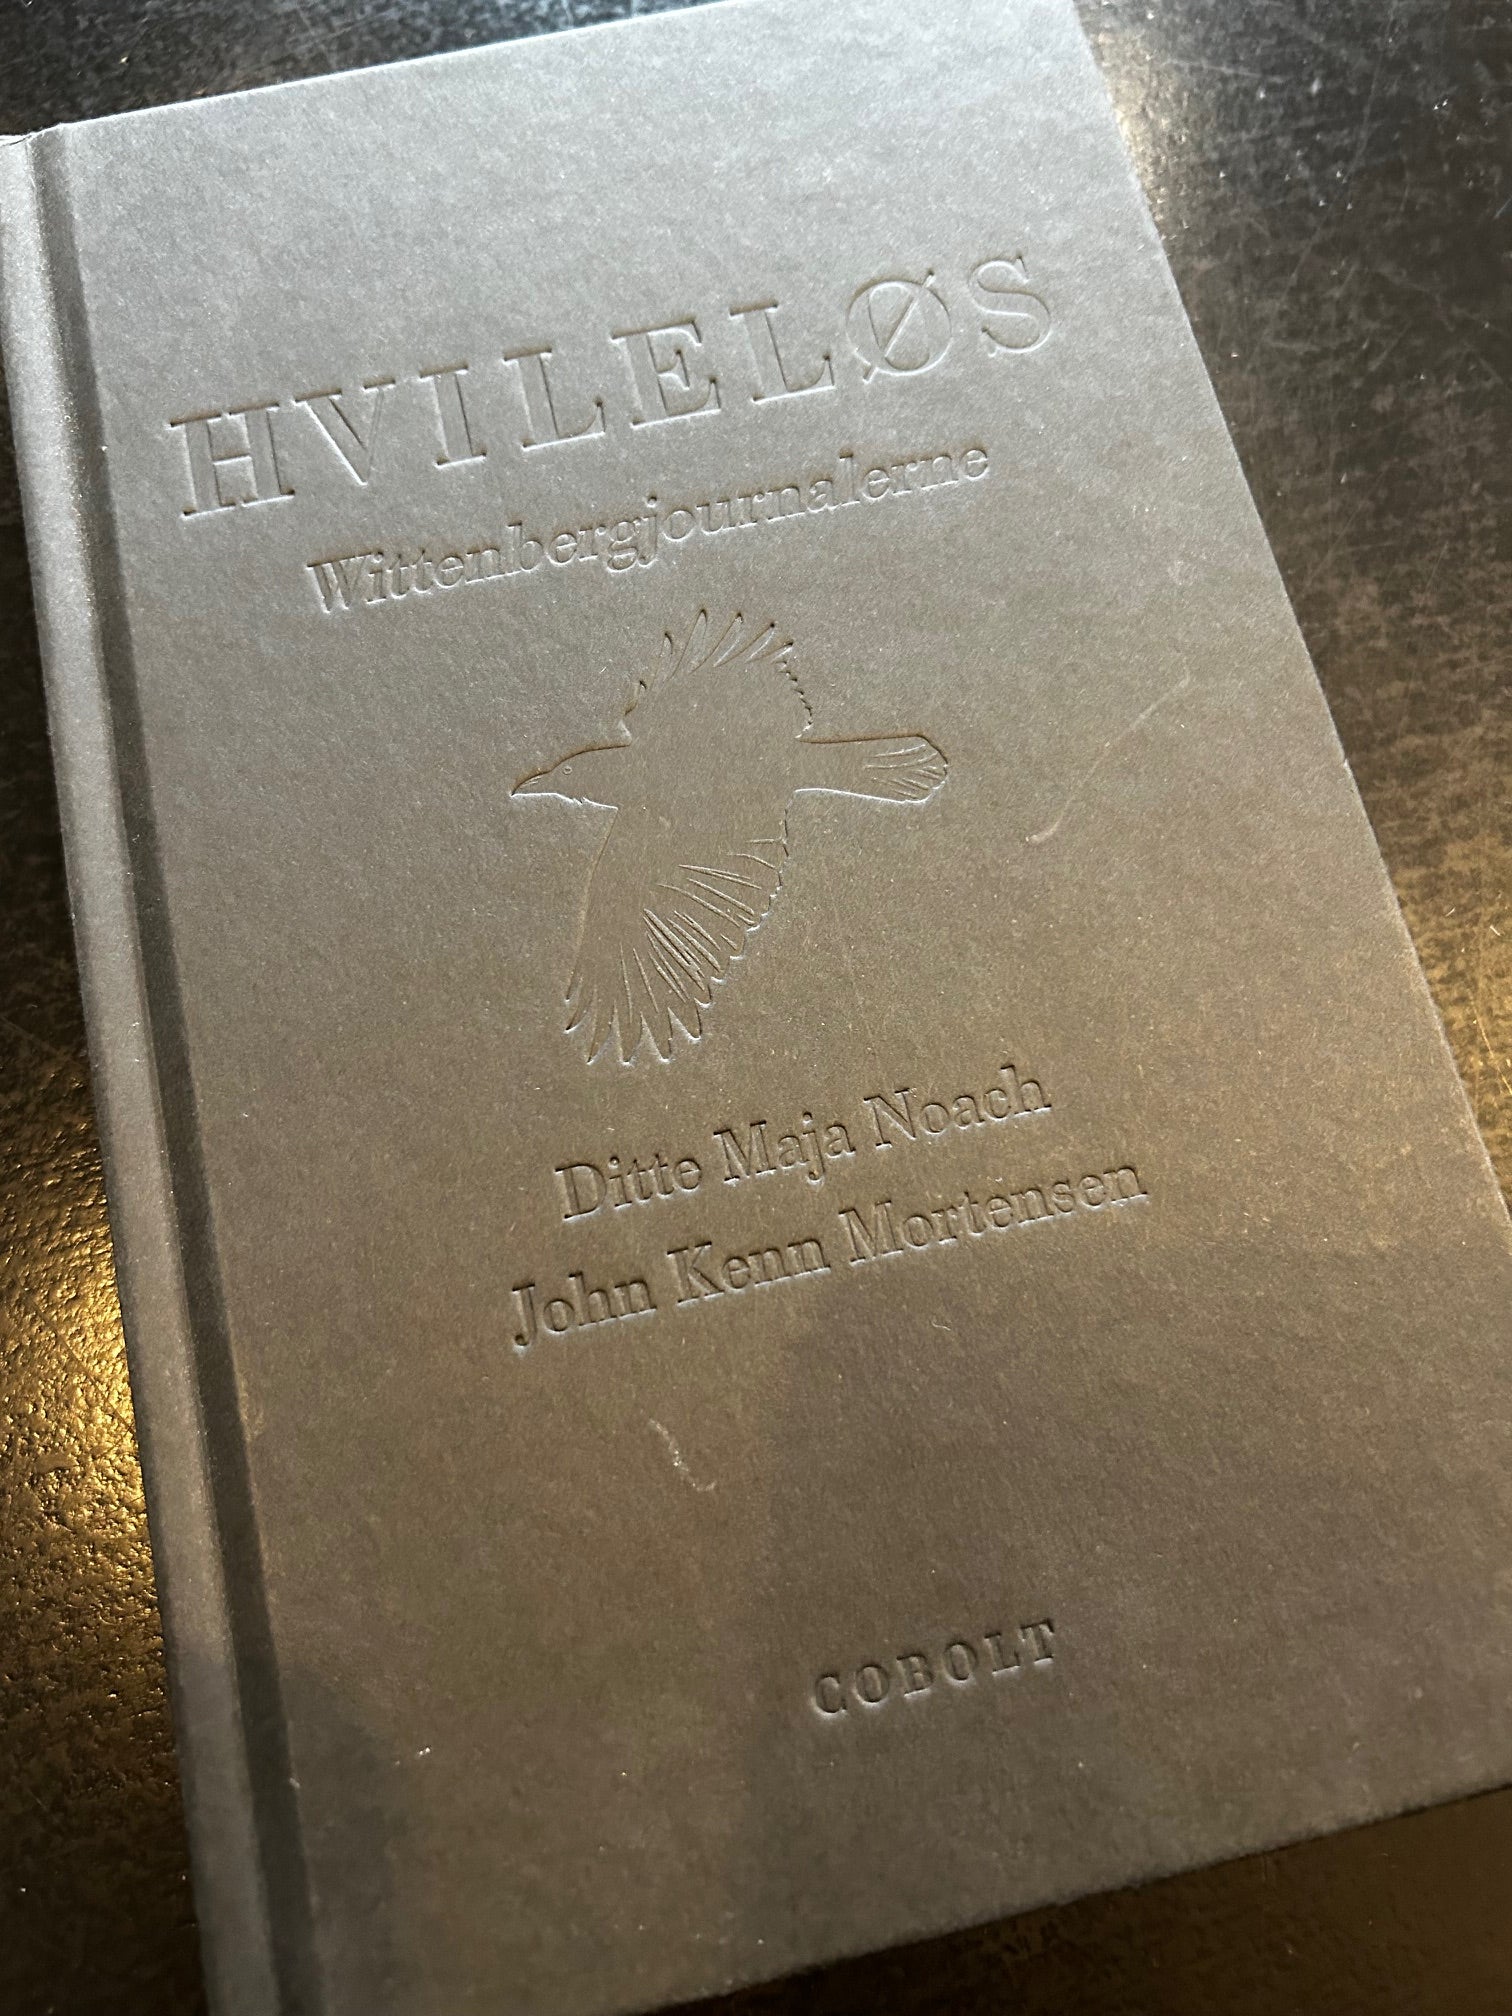 HVILELØS
Wittenbergjournalerne
Ditte Maja Noach
John Kenn Mortensen
COBOLT